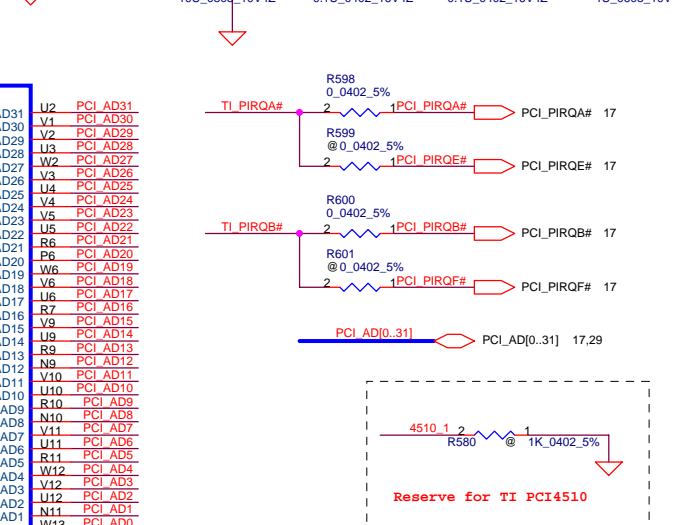 R598
0_0402_5%
TI_PIRQA# 2 1 PCI_PIRQA# PCI_PIRQA# 17
R599
@0_0402_5%
2 1 PCI_PIRQE# PCI_PIRQE# 17
R600
0_0402_5%
TI_PIRQB# 2 1 PCI_PIRQB# PCI_PIRQB# 17
R601
@0_0402_5%
2 1 PCI_PIRQF# PCI_PIRQF# 17
PCI_AD[0..31] PCI_AD[0..31] 17,29
4510_1 2 1
R580 @ 1K_0402_5%
Reserve for TI PCI4510
AD31 U2 PCI_AD31
AD30 V1 PCI_AD30
AD29 V2 PCI_AD29
AD28 U3 PCI_AD28
AD27 W2 PCI_AD27
AD26 V3 PCI_AD26
AD25 U4 PCI_AD25
AD24 V4 PCI_AD24
AD23 V5 PCI_AD23
AD22 U5 PCI_AD22
AD21 R6 PCI_AD21
AD20 P6 PCI_AD20
AD19 W6 PCI_AD19
AD18 V6 PCI_AD18
AD17 U6 PCI_AD17
AD16 R7 PCI_AD16
AD15 V9 PCI_AD15
AD14 U9 PCI_AD14
AD13 R9 PCI_AD13
AD12 N9 PCI_AD12
AD11 V10 PCI_AD11
AD10 U10 PCI_AD10
AD9 R10 PCI_AD9
AD8 N10 PCI_AD8
AD7 V11 PCI_AD7
AD6 U11 PCI_AD6
AD5 R11 PCI_AD5
AD4 W12 PCI_AD4
AD3 V12 PCI_AD3
AD2 U12 PCI_AD2
AD1 N11 PCI_AD1
W13 PCI_AD0